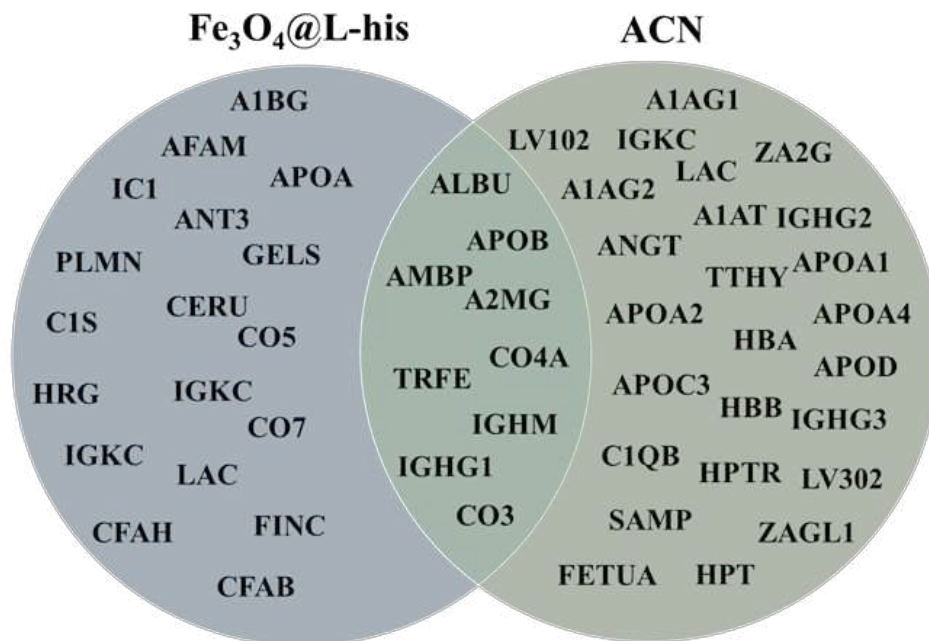 Fe₃O₄@L-his
ACN
A1BG
AFAM
APOA
IC1
ANT3
GELS
PLMN
CERU
C1S
CO5
HRG
IGKC
CO7
IGKC
LAC
CFAH
FINC
CFAB
ALBU
APOB
AMBP
A2MG
CO4A
TRFE
IGHM
IGHG1
CO3
A1AG1
LV102
IGKC
ZA2G
LAC
A1AG2
A1AT
IGHG2
ANGT
TTHY
APOA1
APOA2
APOA4
HBA
APOD
APOC3
HBB
IGHG3
C1QB
HPTR
LV302
SAMP
ZAGL1
FETUA
HPT